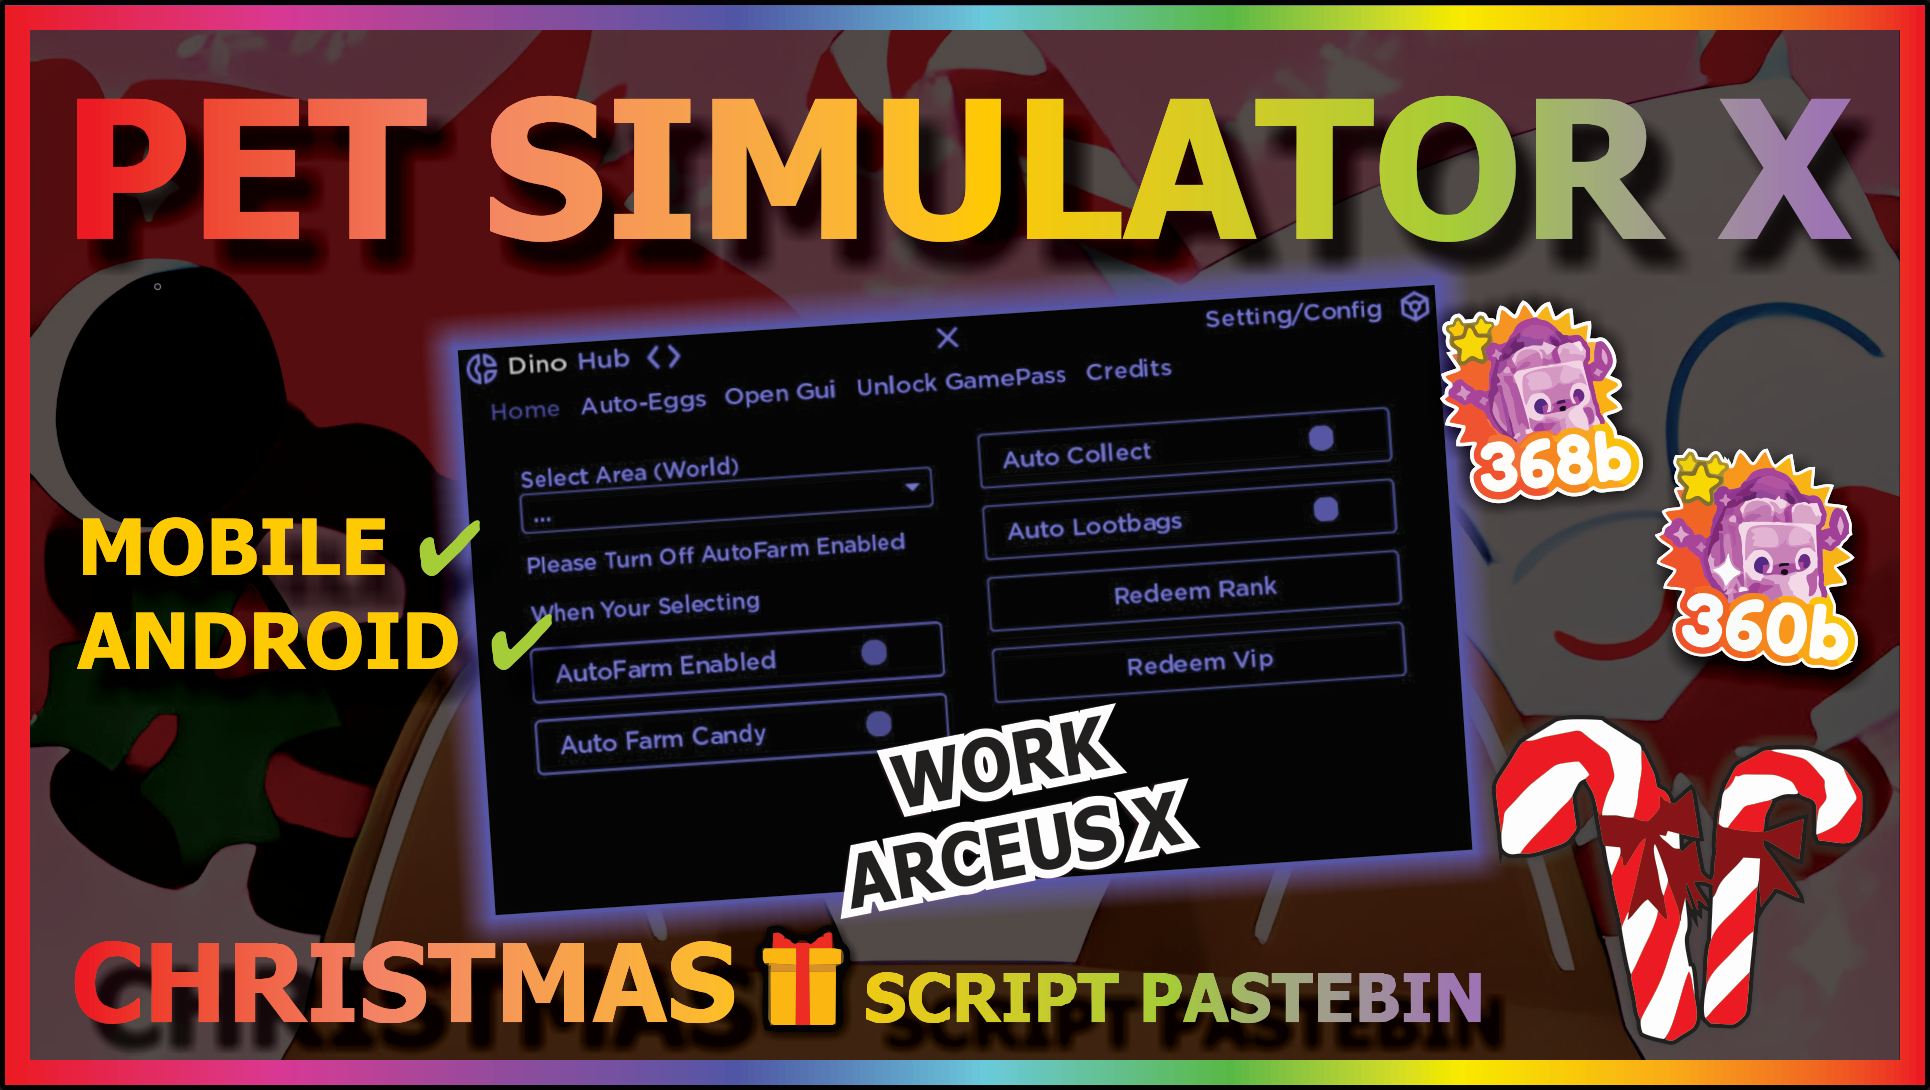 PET SIMULATOR X
Dino Hub <>
X
Setting/Config
Home Auto-Eggs Open Gui Unlock GamePass Credits
Select Area (World)
...
Please Turn Off AutoFarm Enabled
When Your Selecting
AutoFarm Enabled
Auto Farm Candy
Auto Collect
Auto Lootbags
Redeem Rank
Redeem Vip
368b
360b
MOBILE ✔
ANDROID ✔
WORK
ARCEUS X
CHRISTMAS SCRIPT PASTEBIN